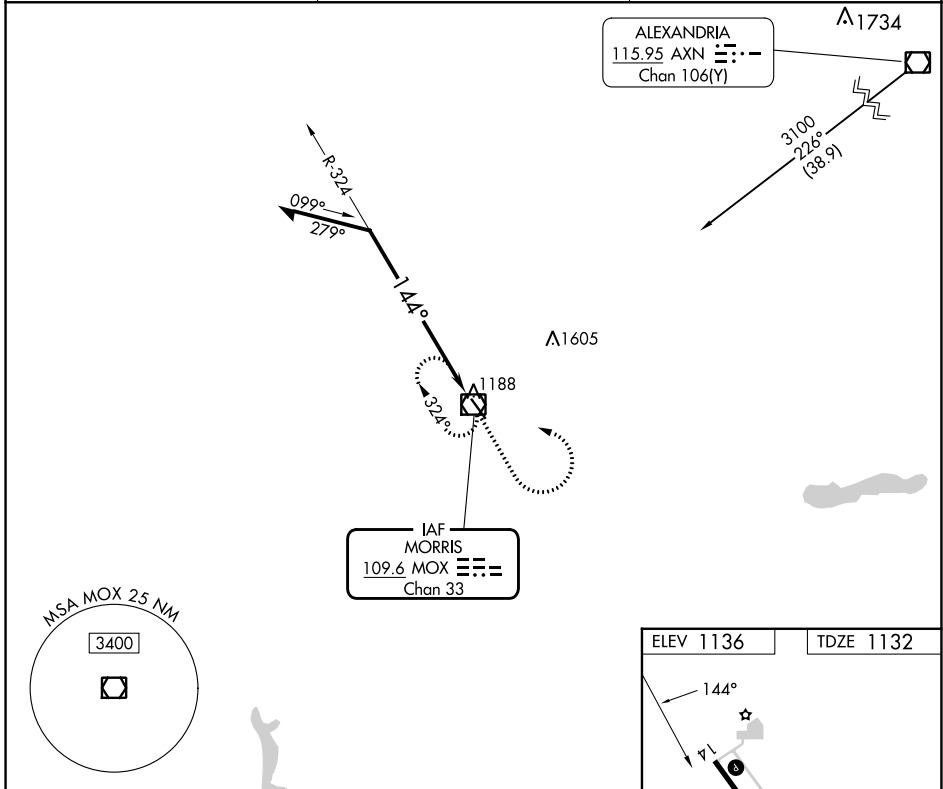 1734
ALEXANDRIA
115.95 AXN
Chan 106(Y)
3100
226°
(38.9)
R-324
099°
279°
144°
1605
1188
324°
IAF
MORRIS
109.6 MOX
Chan 33
MSA MOX 25 NM
3400
ELEV 1136
TDZE 1132
144°
14
P